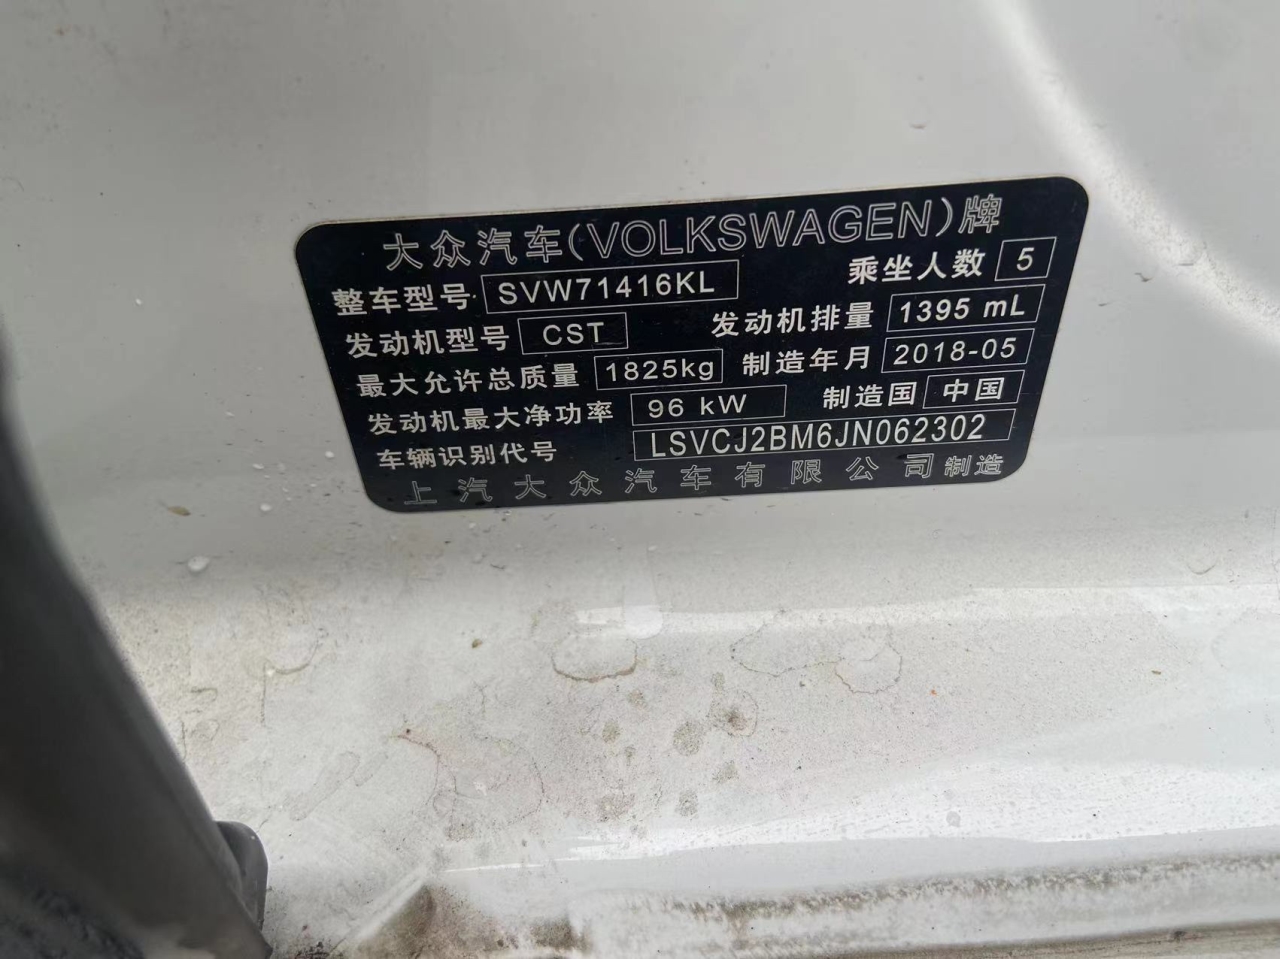 大众汽车(VOLKSWAGEN)牌
整车型号 SVW71416KL 乘坐人数 5
发动机型号 CST 发动机排量 1395 mL
最大允许总质量 1825kg 制造年月 2018-05
发动机最大净功率 96 kW 制造国 中国
车辆识别代号 LSVCJ2BM6JN062302
上汽大众汽车有限公司制造